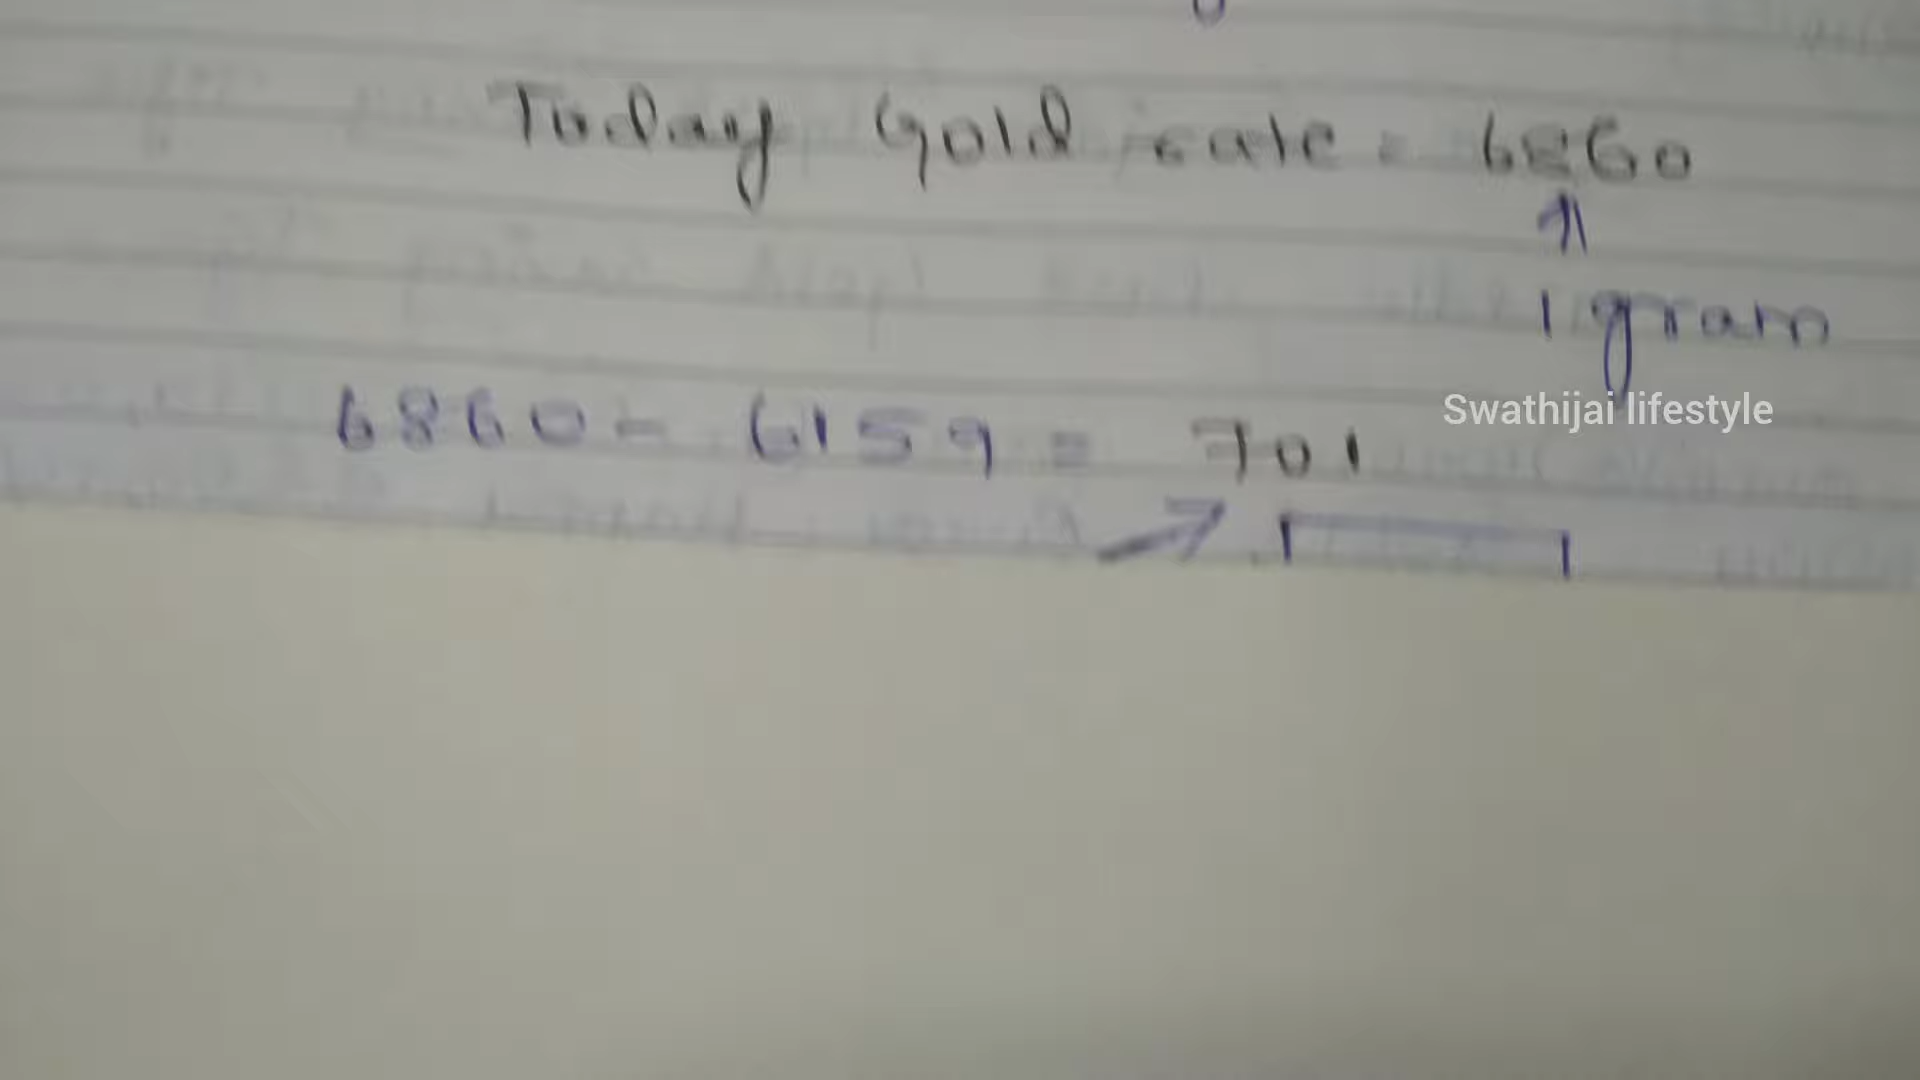 Today Gold rate = 6860
1 gram
Swathijai lifestyle
6860 - 6159 = 701